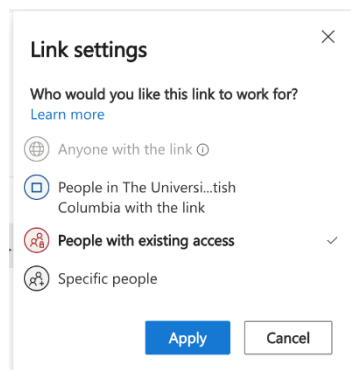 Link settings
Who would you like this link to work for?
Learn more
Anyone with the link
People in The Universi...tish
Columbia with the link
People with existing access
Specific people
Apply
Cancel